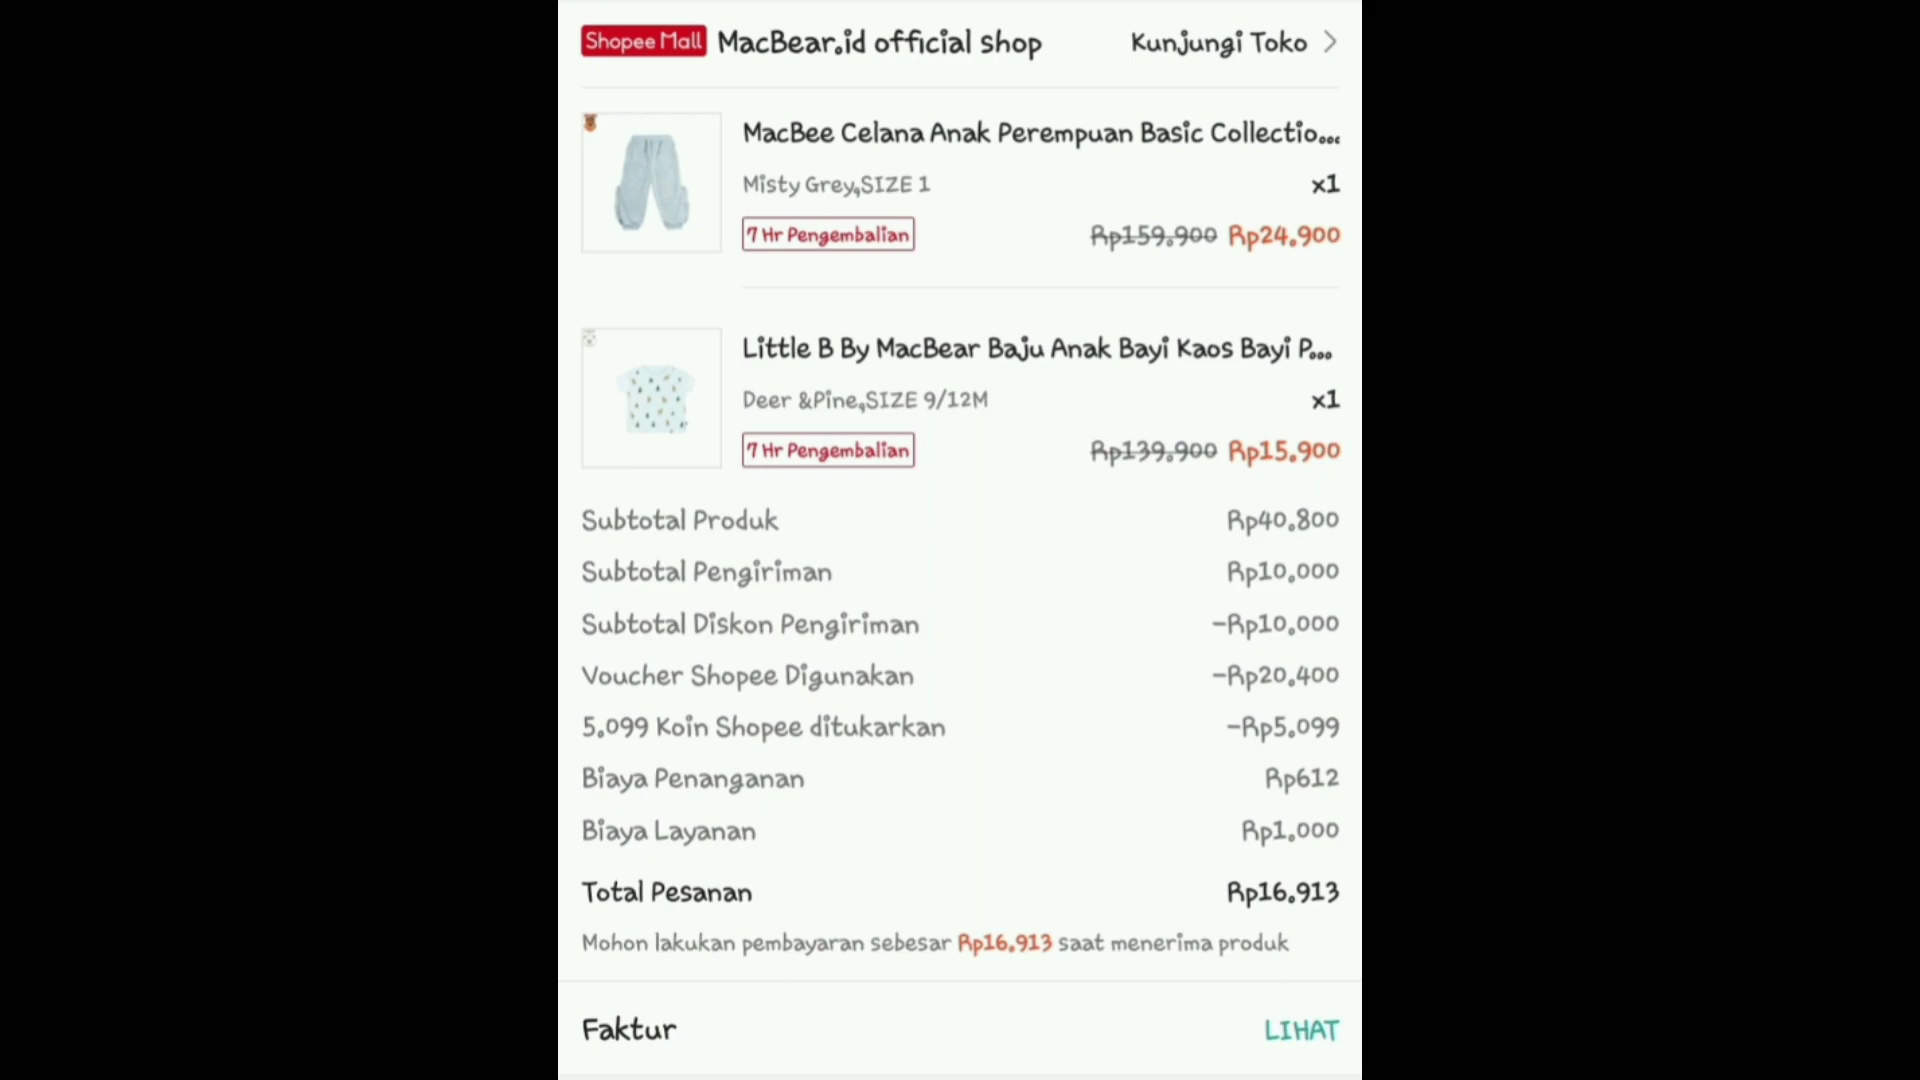 Shopee Mall MacBear.id official shop Kunjungi Toko
MacBee Celana Anak Perempuan Basic Collectio...
Misty Grey,SIZE 1 x1
7 Hr Pengembalian Rp159.900 Rp24.900
Little B By MacBear Baju Anak Bayi Kaos Bayi P...
Deer &Pine,SIZE 9/12M x1
7 Hr Pengembalian Rp139.900 Rp15.900
Subtotal Produk Rp40.800
Subtotal Pengiriman Rp10.000
Subtotal Diskon Pengiriman -Rp10.000
Voucher Shopee Digunakan -Rp20.400
5.099 Koin Shopee ditukarkan -Rp5.099
Biaya Penanganan Rp612
Biaya Layanan Rp1.000
Total Pesanan Rp16.913
Mohon lakukan pembayaran sebesar Rp16.913 saat menerima produk
Faktur LIHAT